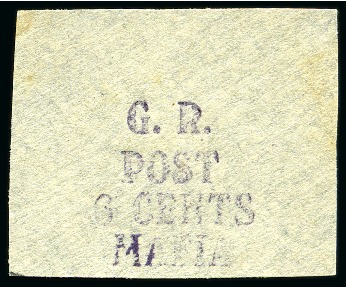 G. R.
POST
6 CENTS
MAFIA